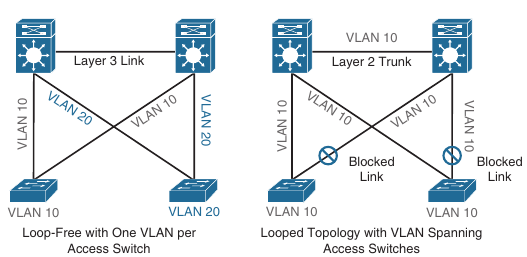 Layer 3 Link
VLAN 10
VLAN 20
VLAN 10
VLAN 20
VLAN 10
VLAN 20
Loop-Free with One VLAN per
Access Switch
VLAN 10
Layer 2 Trunk
VLAN 10
VLAN 10
VLAN 10
VLAN 10
Blocked
Link
Blocked
Link
VLAN 10
VLAN 10
Looped Topology with VLAN Spanning
Access Switches